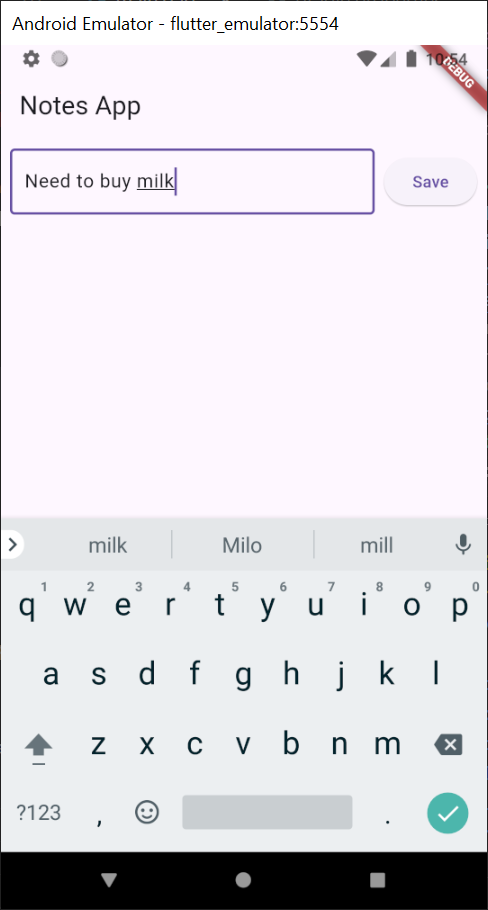 Android Emulator - flutter_emulator:5554
10:54
DEBUG
Notes App
Need to buy milk
Save
milk Milo mill
1 2 3 4 5 6 7 8 9 0
q w e r t y u i o p
a s d f g h j k l
z x c v b n m
?123 , .